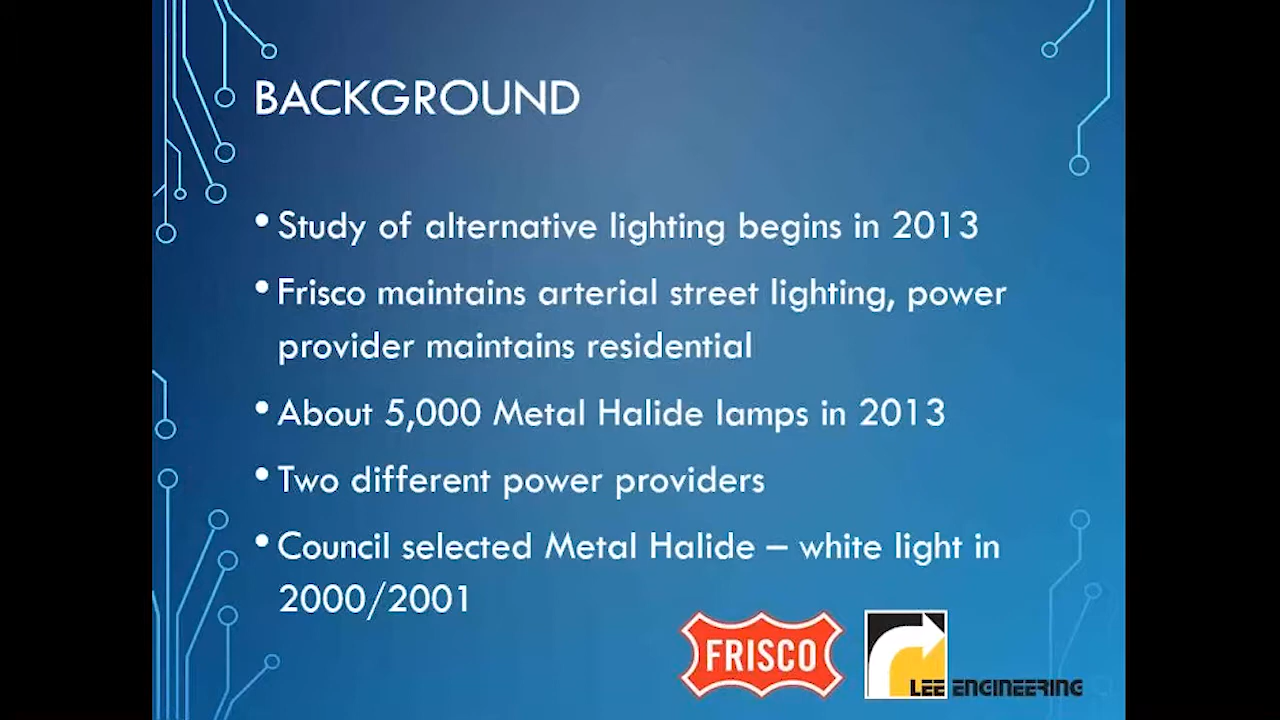 BACKGROUND
• Study of alternative lighting begins in 2013
• Frisco maintains arterial street lighting, power
provider maintains residential
• About 5,000 Metal Halide lamps in 2013
• Two different power providers
• Council selected Metal Halide – white light in
2000/2001
FRISCO
LEE ENGINEERING